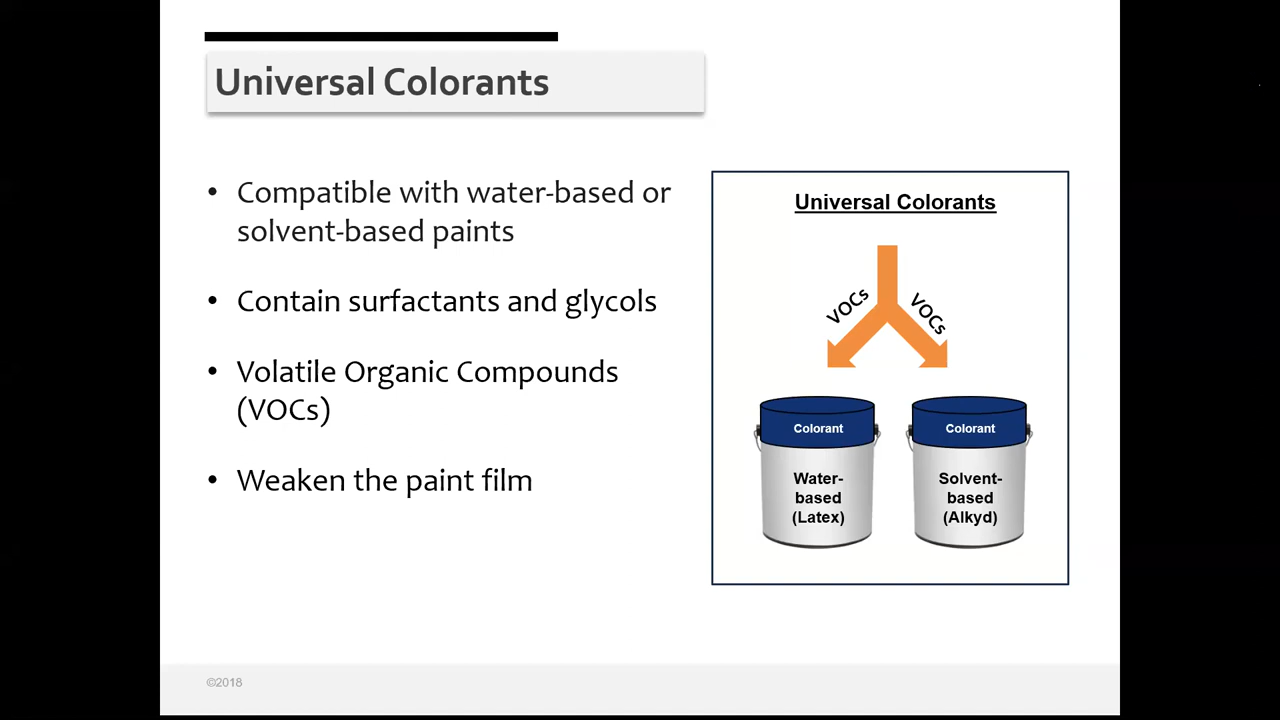 Universal Colorants
• Compatible with water-based or
solvent-based paints
• Contain surfactants and glycols
• Volatile Organic Compounds
(VOCs)
• Weaken the paint film
Universal Colorants
VOCs
VOCs
Colorant
Water-
based
(Latex)
Colorant
Solvent-
based
(Alkyd)
©2018